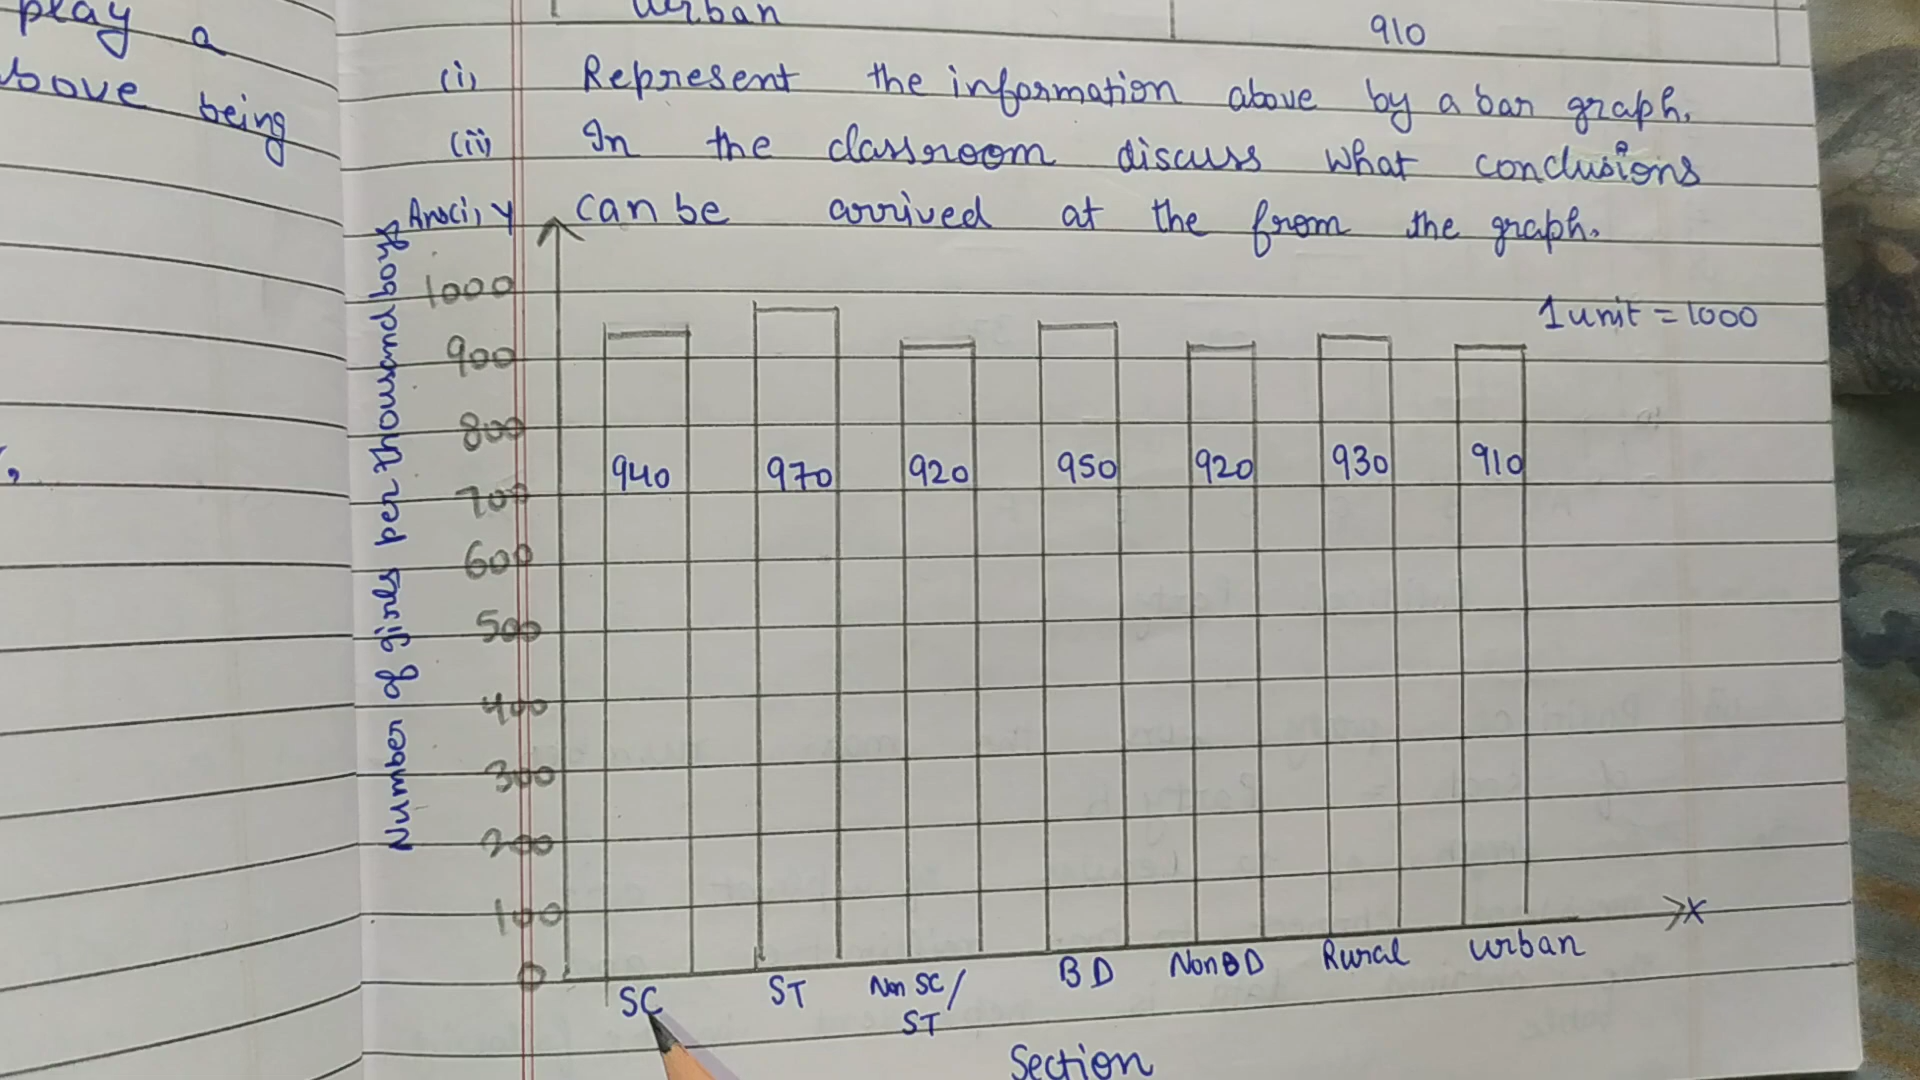 play a
bove being
urban
910
(i) Represent the information above by a bar graph.
(ii) In the classroom discuss what conclusions
Ans(i), Y can be arrived at the from the graph.
Number of girls per thousand boys
1 unit = 1000
1000
900
800
700
600
500
400
300
200
100
0
940 970 920 950 920 930 910
SC ST Non SC/ST BD Non BD Rural urban
X
Section